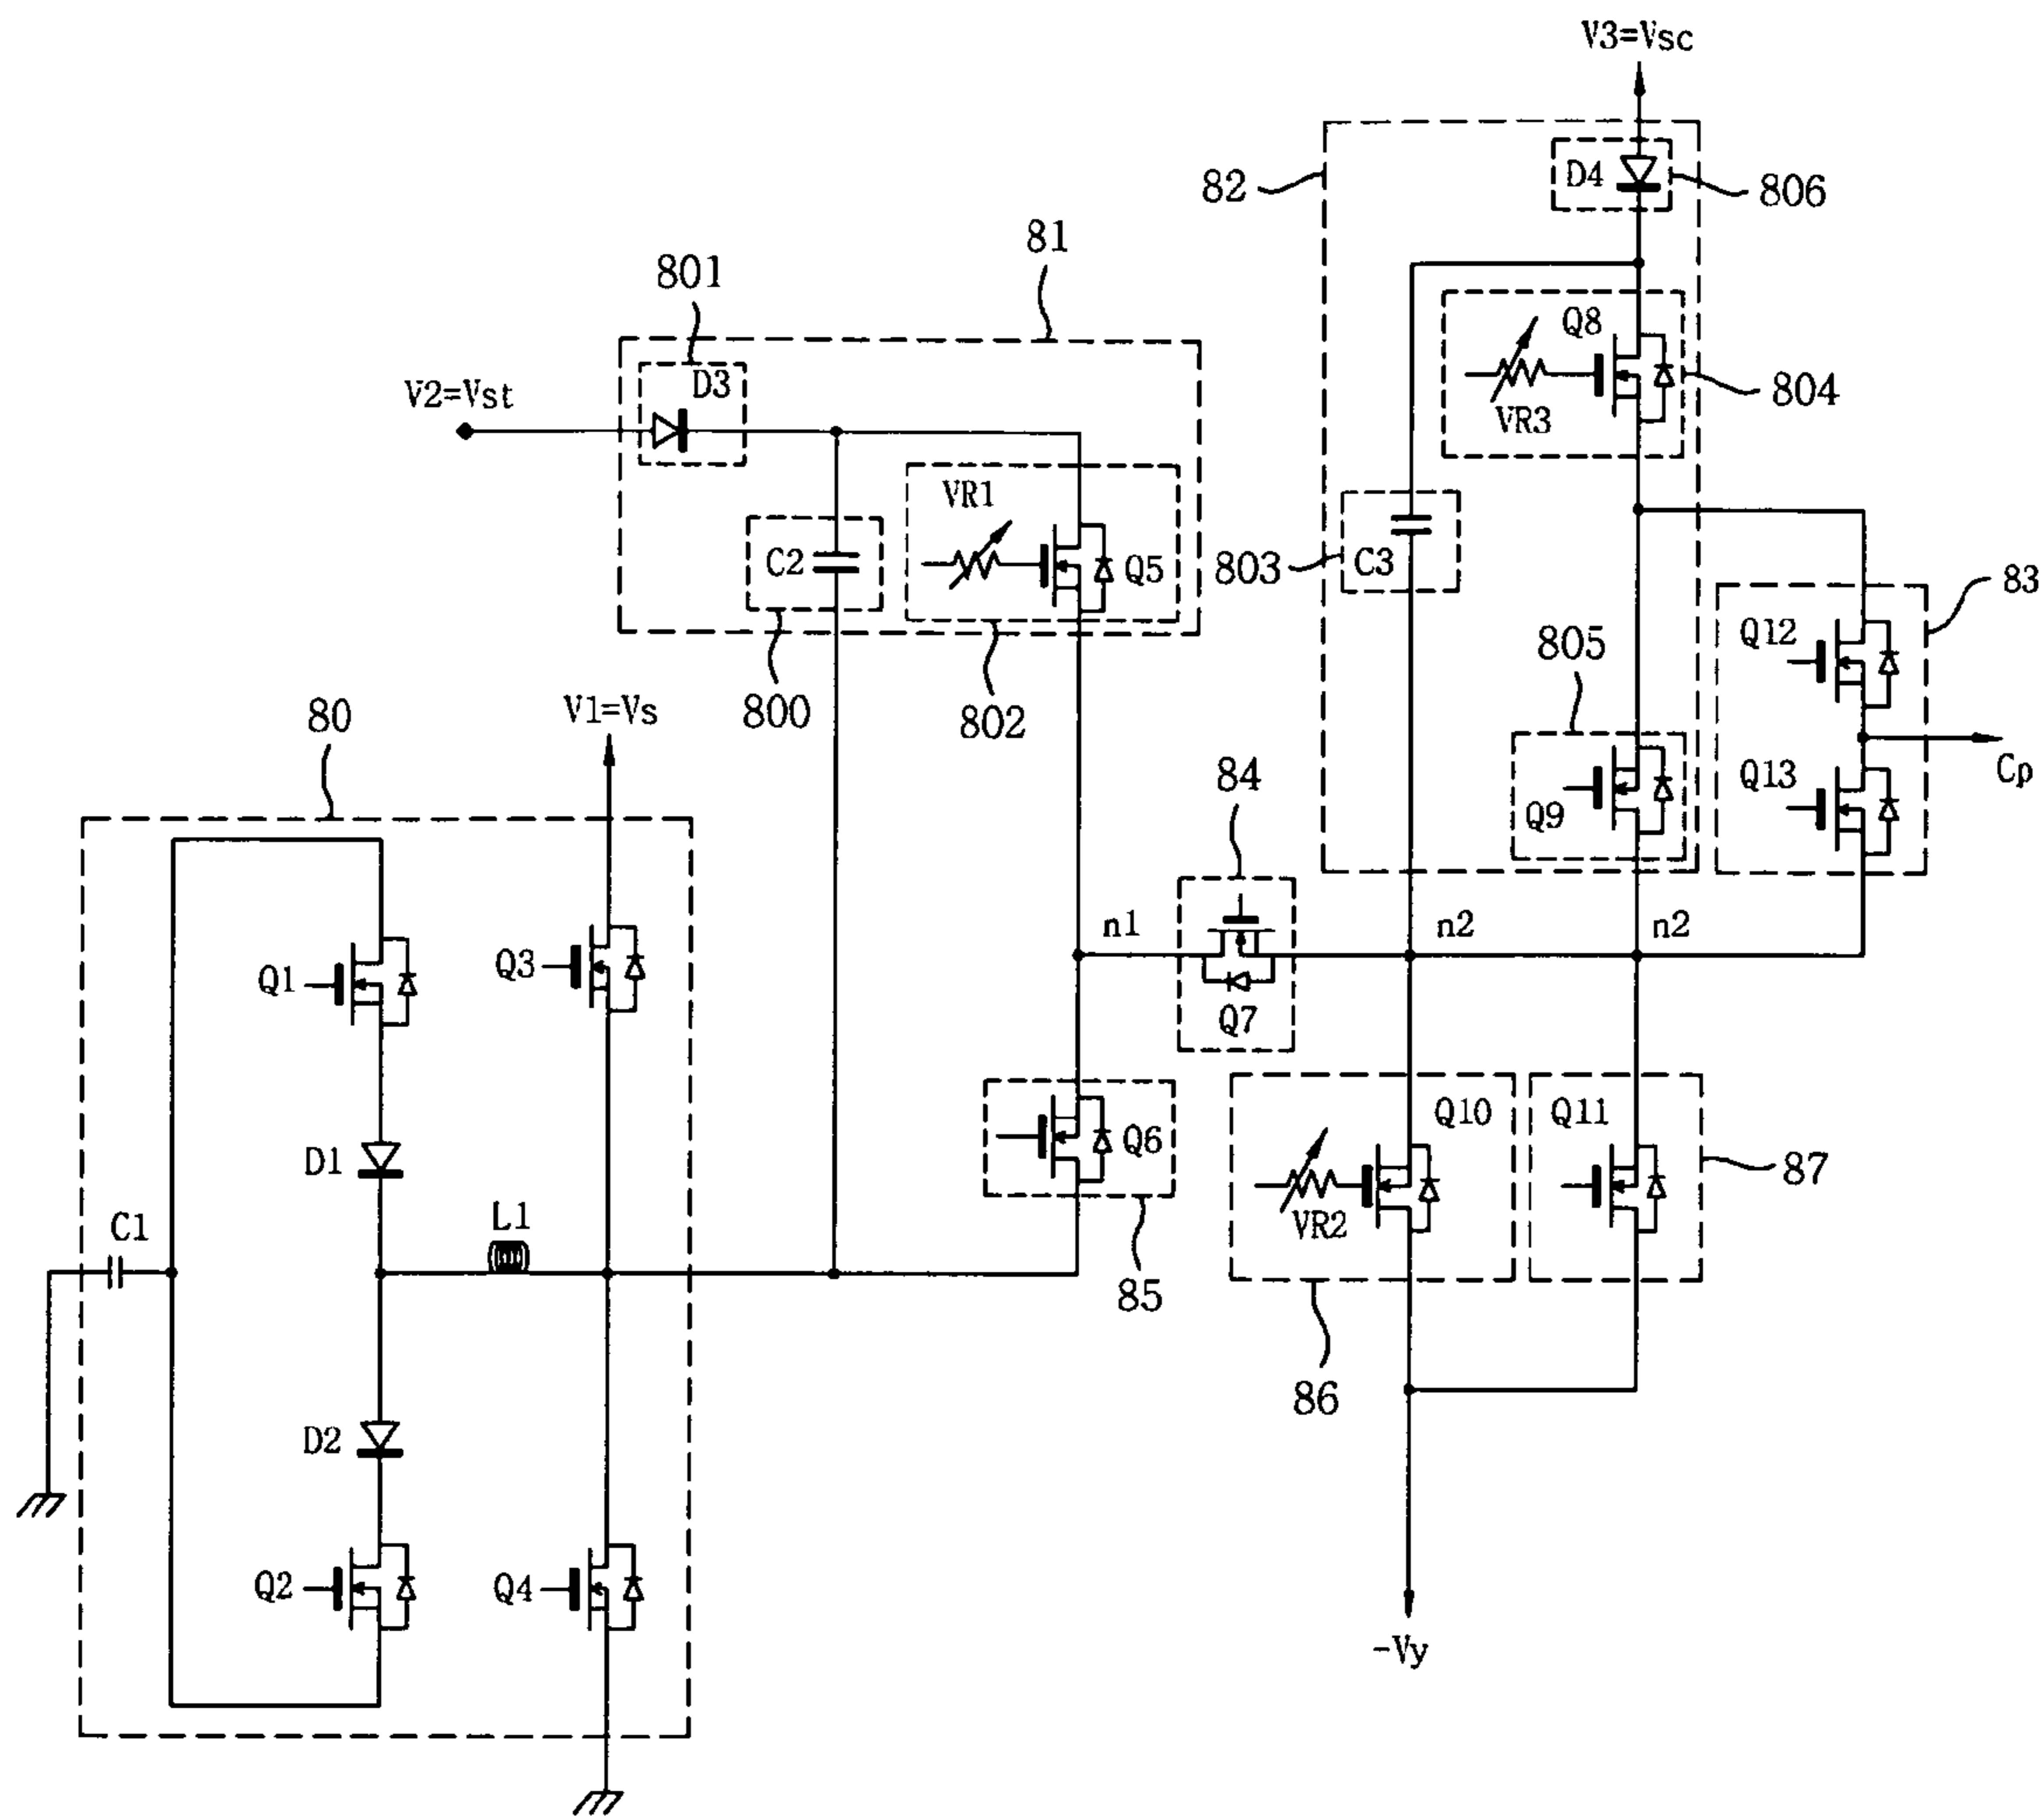 V3=Vsc
D4
82
806
81
801
Q8
D3
V2=Vst
804
VR3
VR1
C2
Q5
803
C3
83
Q12
805
800
802
V1=Vs
80
Cp
Q13
84
Q9
n1
n2
n2
Q3
Q1
Q7
Q10
Q11
Q6
D1
87
L1
C1
VR2
85
86
D2
Q2
Q4
-Vy